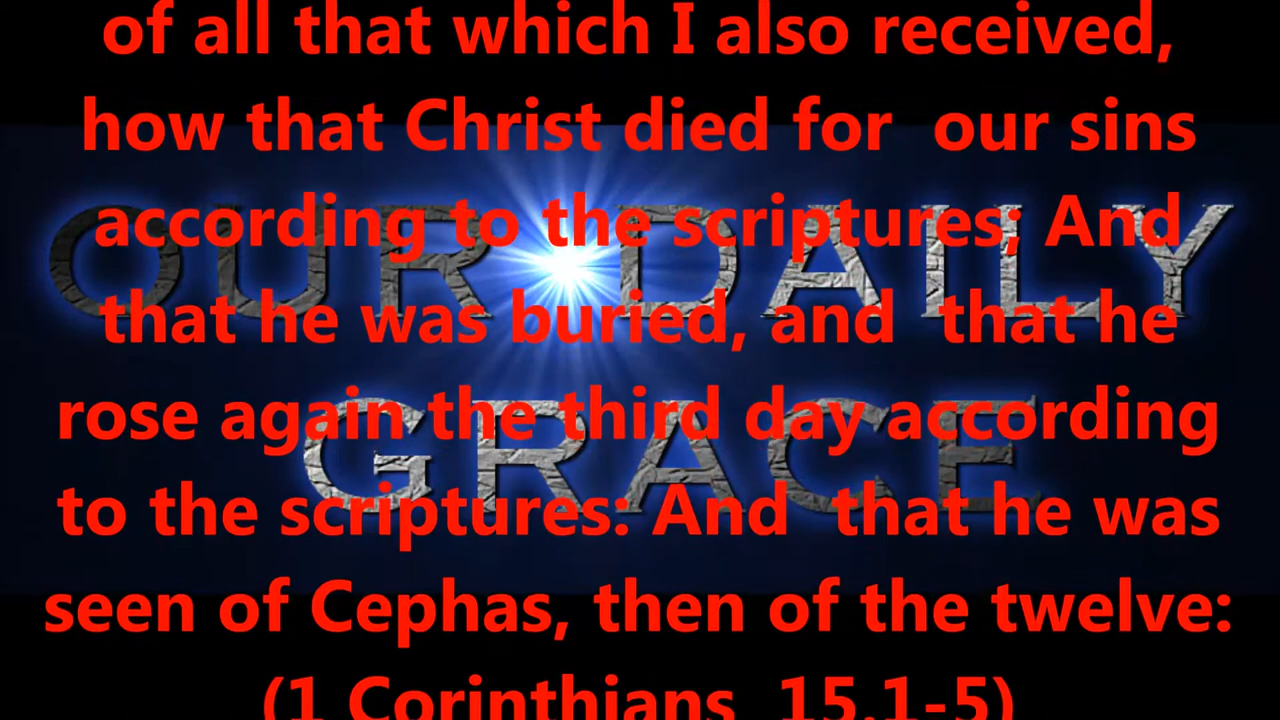 of all that which I also received,
how that Christ died for our sins
according to the scriptures; And
that he was buried, and that he
rose again the third day according
to the scriptures: And that he was
seen of Cephas, then of the twelve:
(1 Corinthians 15.1-5)
OUR DAILY
GRACE